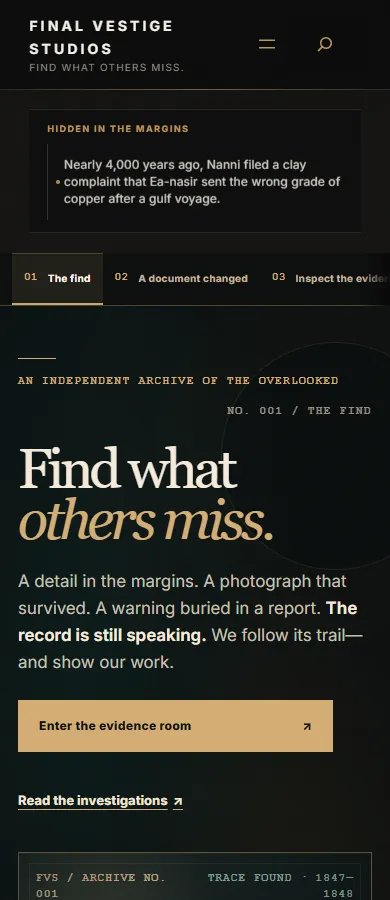 FINAL VESTIGE
STUDIOS
FIND WHAT OTHERS MISS.
HIDDEN IN THE MARGINS
Nearly 4,000 years ago, Nanni filed a clay
complaint that Ea-nasir sent the wrong grade of
copper after a gulf voyage.
01 The find 02 A document changed 03 Inspect the evide
AN INDEPENDENT ARCHIVE OF THE OVERLOOKED
NO. 001 / THE FIND
Find what
others miss.
A detail in the margins. A photograph that
survived. A warning buried in a report. The
record is still speaking. We follow its trail—
and show our work.
Enter the evidence room ↗
Read the investigations ↗
FVS / ARCHIVE NO. TRACE FOUND · 1847—
001 1848